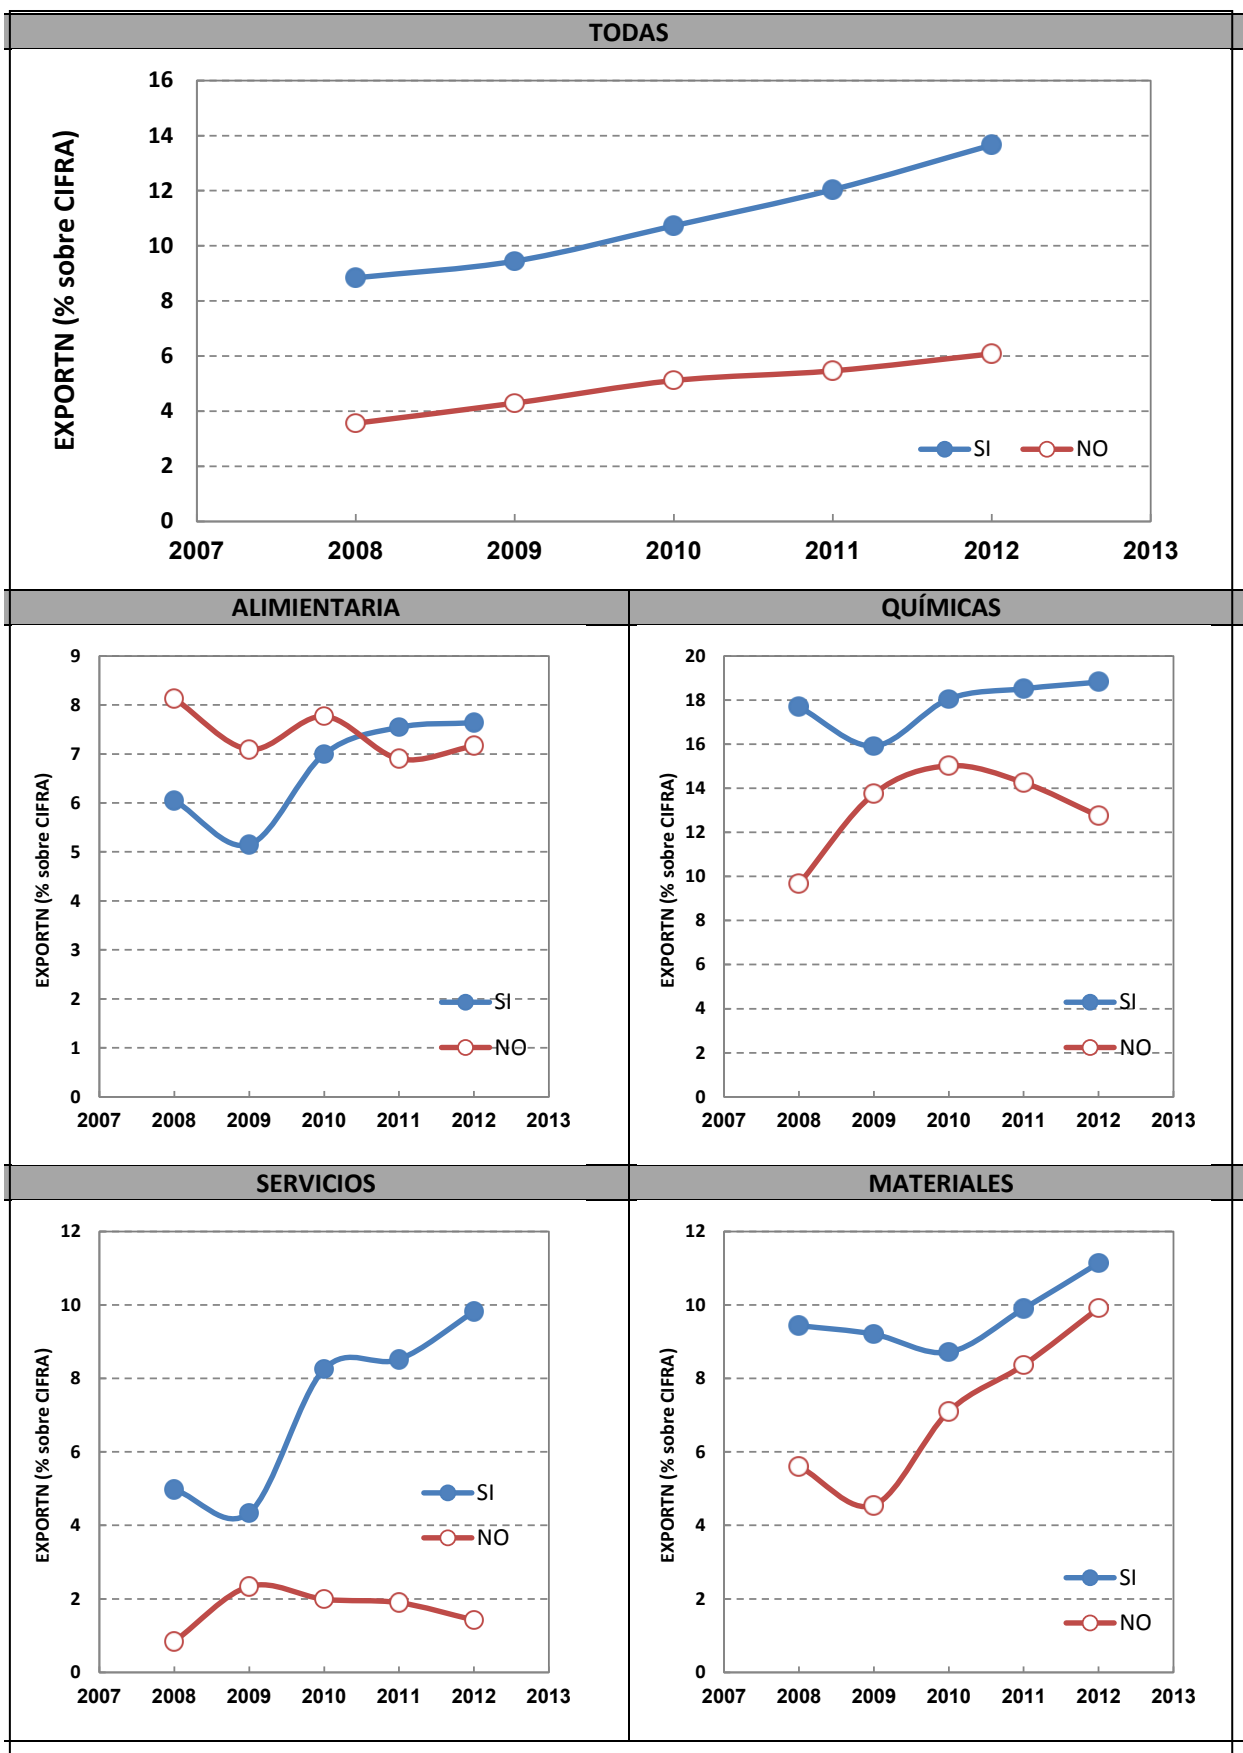 TODAS
EXPORTN (% sobre CIFRA)
16
14
12
10
8
6
4
2
0
SI NO
2007 2008 2009 2010 2011 2012 2013
ALIMIENTARIA
EXPORTN (% sobre CIFRA)
9
8
7
6
5
4
3
2
1
0
SI
NO
2007 2008 2009 2010 2011 2012 2013
QUÍMICAS
EXPORTN (% sobre CIFRA)
20
18
16
14
12
10
8
6
4
2
0
SI
NO
2007 2008 2009 2010 2011 2012 2013
SERVICIOS
EXPORTN (% sobre CIFRA)
12
10
8
6
4
2
0
SI
NO
2007 2008 2009 2010 2011 2012 2013
MATERIALES
EXPORTN (% sobre CIFRA)
12
10
8
6
4
2
0
SI
NO
2007 2008 2009 2010 2011 2012 2013